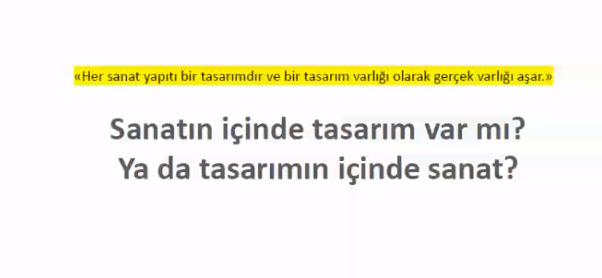 «Her sanat yapıtı bir tasarımdır ve bir tasarım varlığı olarak gerçek varlığı aşar.»
Sanatın içinde tasarım var mı?
Ya da tasarımın içinde sanat?